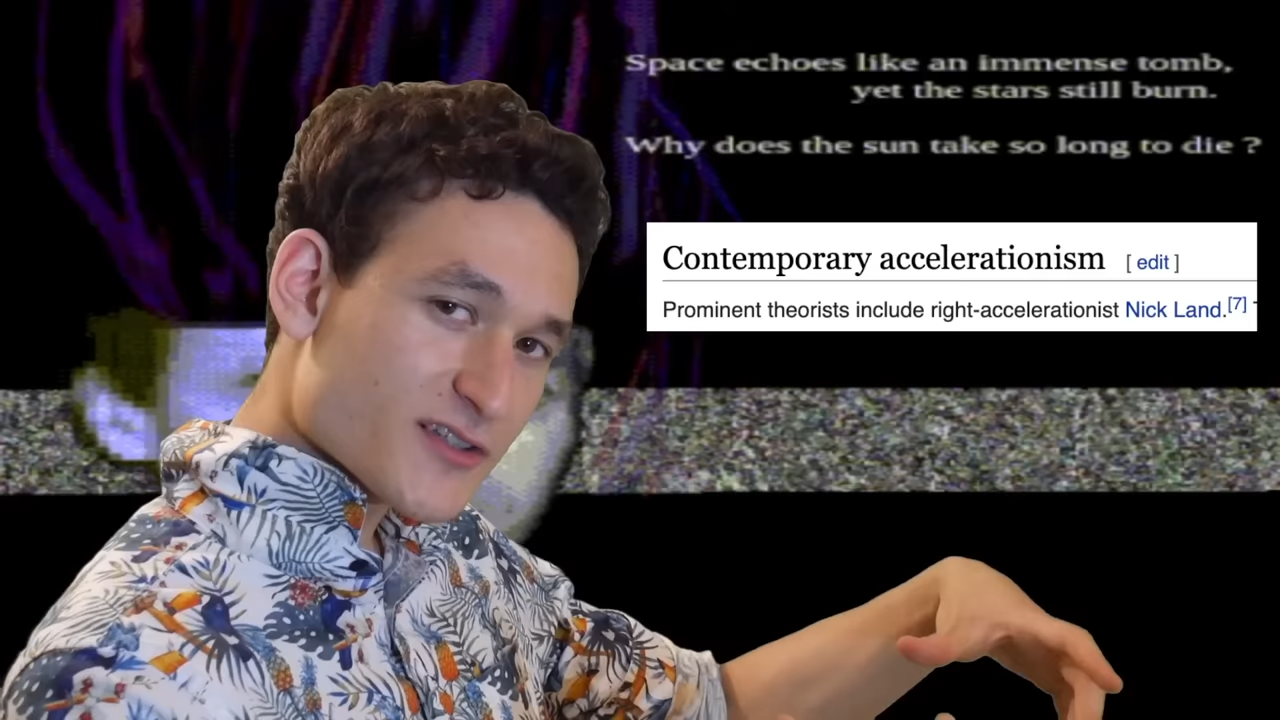 Space echoes like an immense tomb,
yet the stars still burn.
Why does the sun take so long to die ?
Contemporary accelerationism [ edit ]
Prominent theorists include right-accelerationist Nick Land.[7]